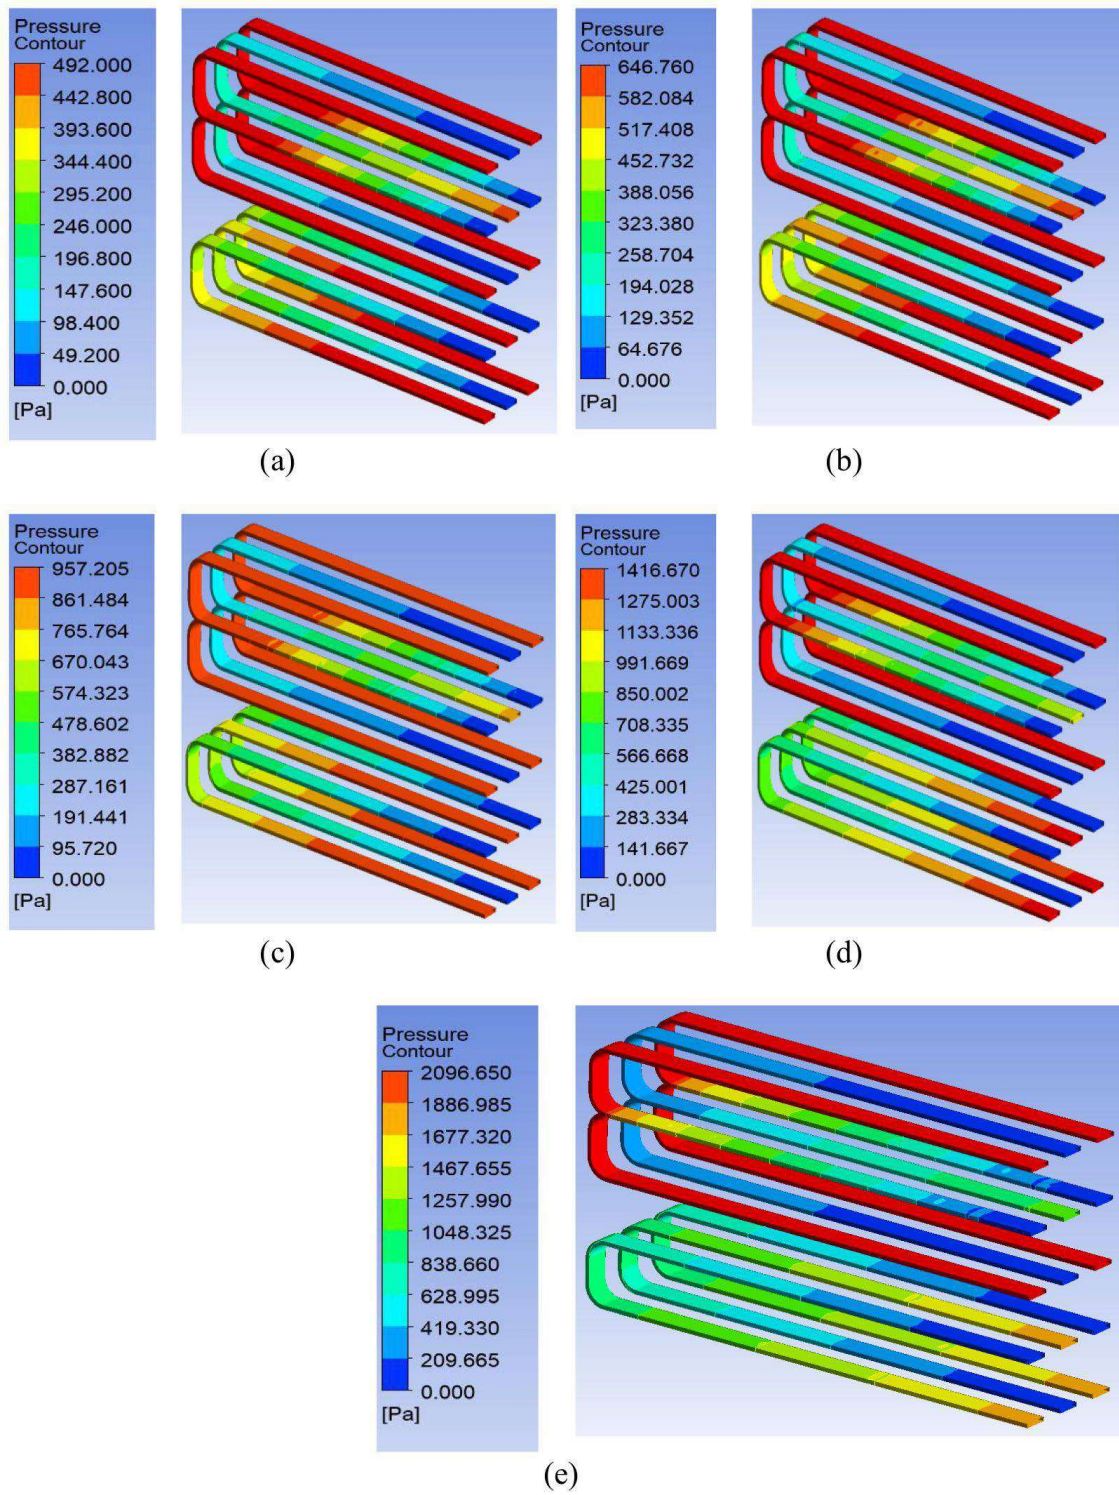 Pressure
Contour
492.000
442.800
393.600
344.400
295.200
246.000
196.800
147.600
98.400
49.200
0.000
[Pa]
(a)
Pressure
Contour
646.760
582.084
517.408
452.732
388.056
323.380
258.704
194.028
129.352
64.676
0.000
[Pa]
(b)
Pressure
Contour
957.205
861.484
765.764
670.043
574.323
478.602
382.882
287.161
191.441
95.720
0.000
[Pa]
(c)
Pressure
Contour
1416.670
1275.003
1133.336
991.669
850.002
708.335
566.668
425.001
283.334
141.667
0.000
[Pa]
(d)
Pressure
Contour
2096.650
1886.985
1677.320
1467.655
1257.990
1048.325
838.660
628.995
419.330
209.665
0.000
[Pa]
(e)